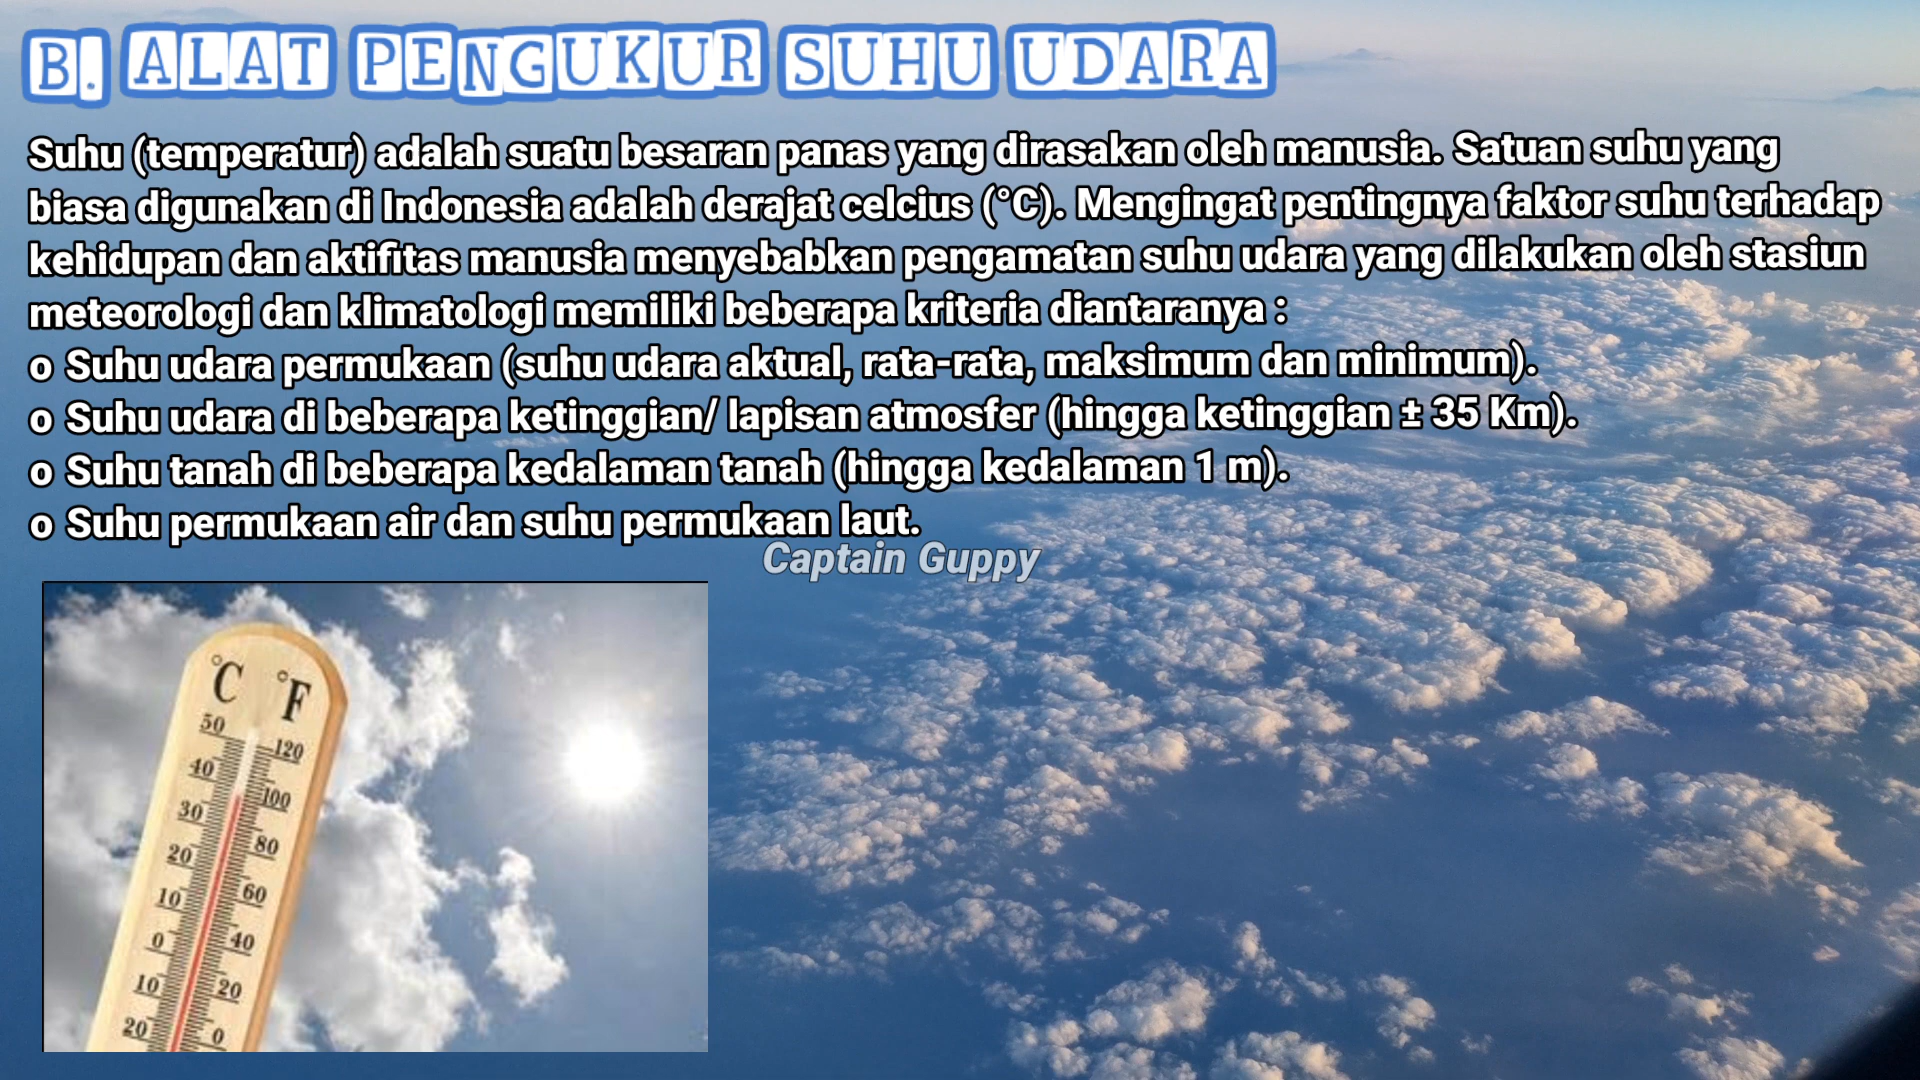 B. ALAT PENGUKUR SUHU UDARA
Suhu (temperatur) adalah suatu besaran panas yang dirasakan oleh manusia. Satuan suhu yang
biasa digunakan di Indonesia adalah derajat celcius (°C). Mengingat pentingnya faktor suhu terhadap
kehidupan dan aktifitas manusia menyebabkan pengamatan suhu udara yang dilakukan oleh stasiun
meteorologi dan klimatologi memiliki beberapa kriteria diantaranya :
o Suhu udara permukaan (suhu udara aktual, rata-rata, maksimum dan minimum).
o Suhu udara di beberapa ketinggian/ lapisan atmosfer (hingga ketinggian ± 35 Km).
o Suhu tanah di beberapa kedalaman tanah (hingga kedalaman 1 m).
o Suhu permukaan air dan suhu permukaan laut.
Captain Guppy
°C °F
50
120
40
100
30
80
20
60
10
40
0
20
10
0
20